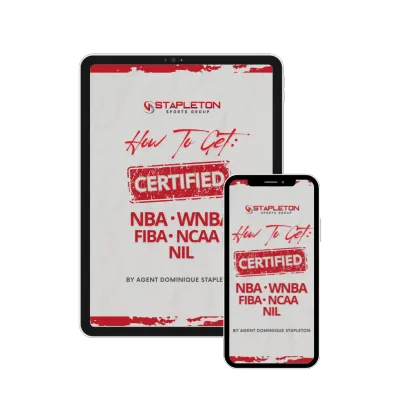 STAPLETON
SPORTS GROUP
How To Get:
CERTIFIED
NBA • WNBA
FIBA • NCAA
NIL
BY AGENT DOMINIQUE STAPLET
STAPLETON
SPORTS GROUP
How To Get:
CERTIFIED
NBA • WNBA
FIBA • NCAA
NIL
BY AGENT DOMINIQUE STAPLETON